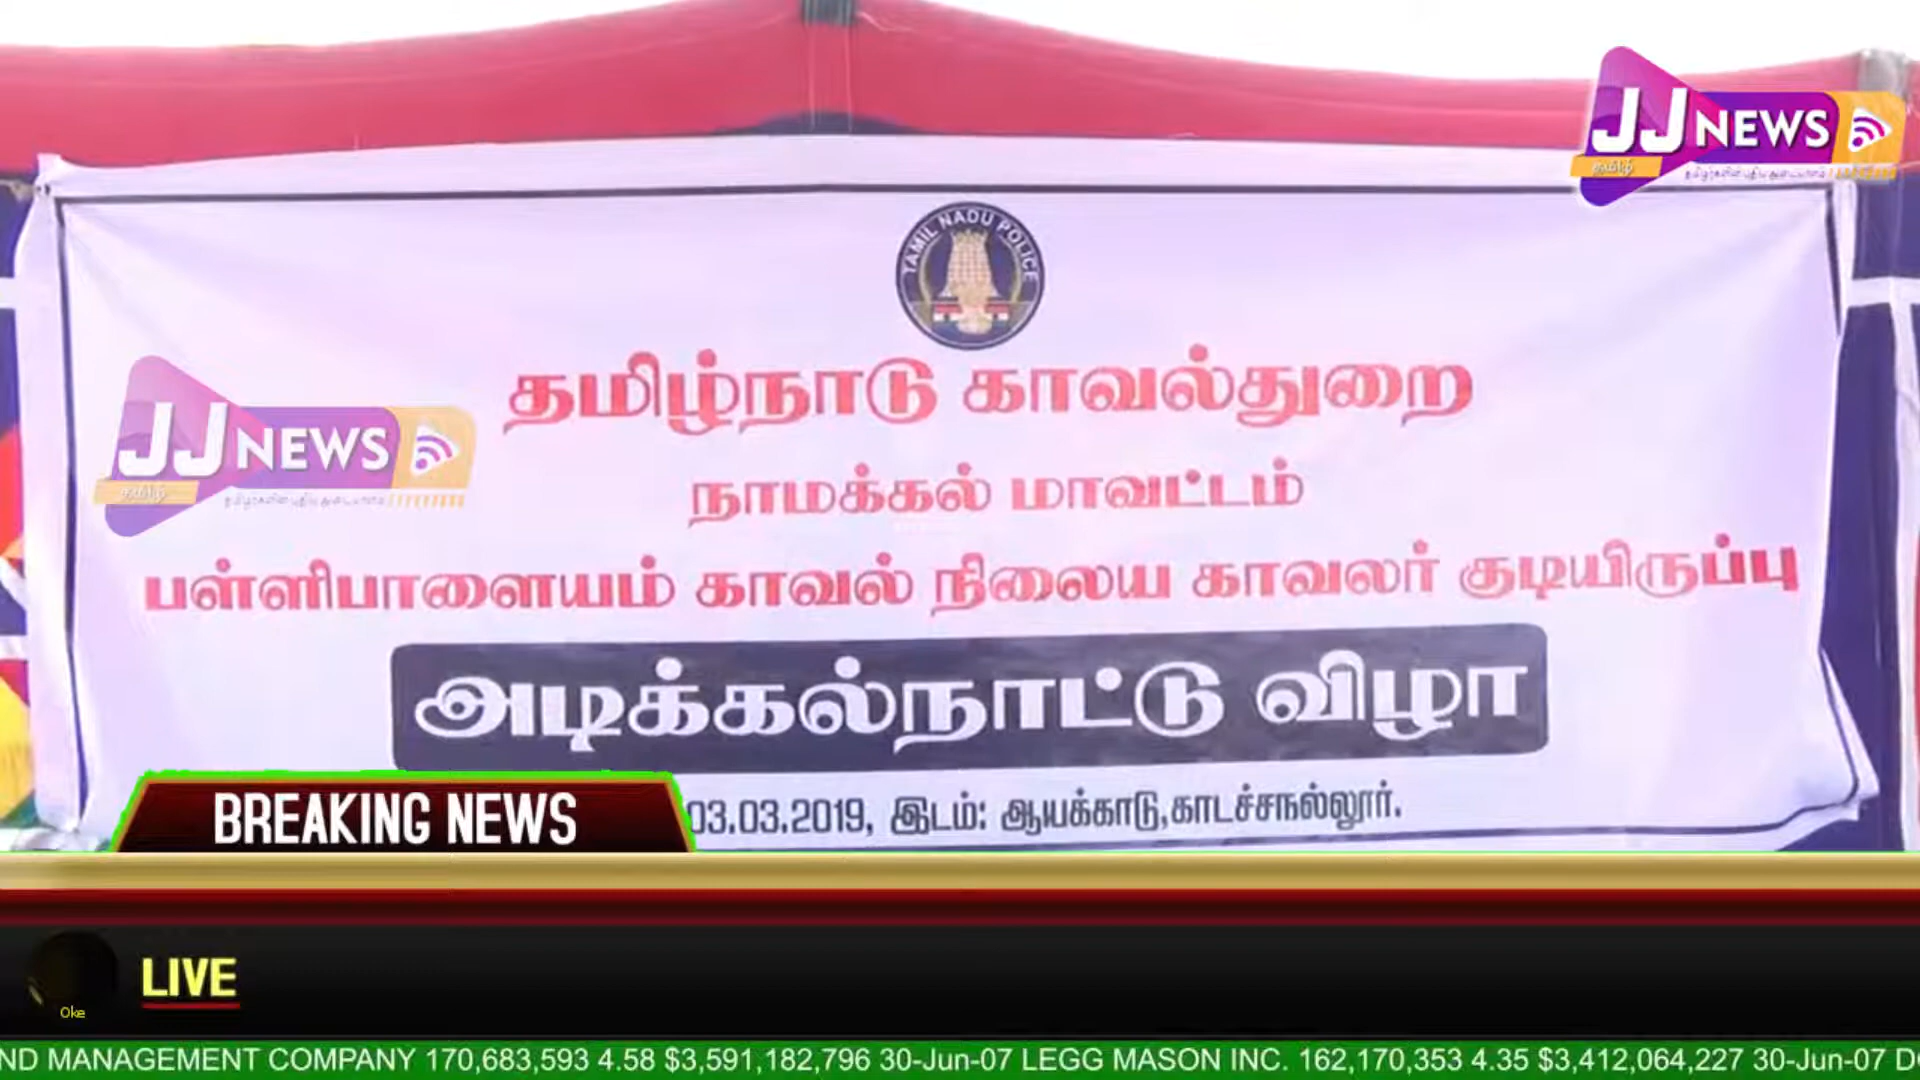 JJ NEWS
தமிழ்
TAMIL NADU POLICE
தமிழ்நாடு காவல்துறை
நாமக்கல் மாவட்டம்
JJ NEWS
தமிழ்
பள்ளிபாளையம் காவல் நிலைய காவலர் குடியிருப்பு
அடிக்கல்நாட்டு விழா
03.03.2019, இடம்: ஆயக்காடு,காடச்சநல்லூர்.
BREAKING NEWS
LIVE
Oke
ND MANAGEMENT COMPANY 170,683,593 4.58 $3,591,182,796 30-Jun-07 LEGG MASON INC. 162,170,353 4.35 $3,412,064,227 30-Jun-07